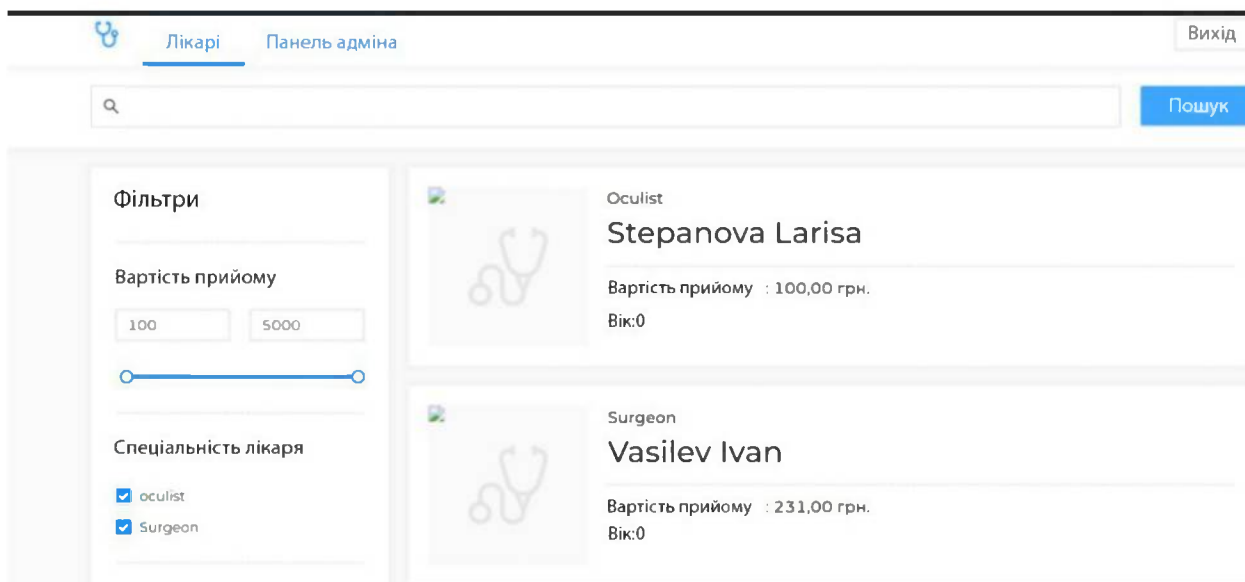 Лікарі Панель адміна Вихід
Пошук
Фільтри
Вартість прийому
100 5000
Спеціальність лікаря
oculist
Surgeon
Oculist
Stepanova Larisa
Вартість прийому : 100,00 грн.
Вік:0
Surgeon
Vasilev Ivan
Вартість прийому : 231,00 грн.
Вік:0